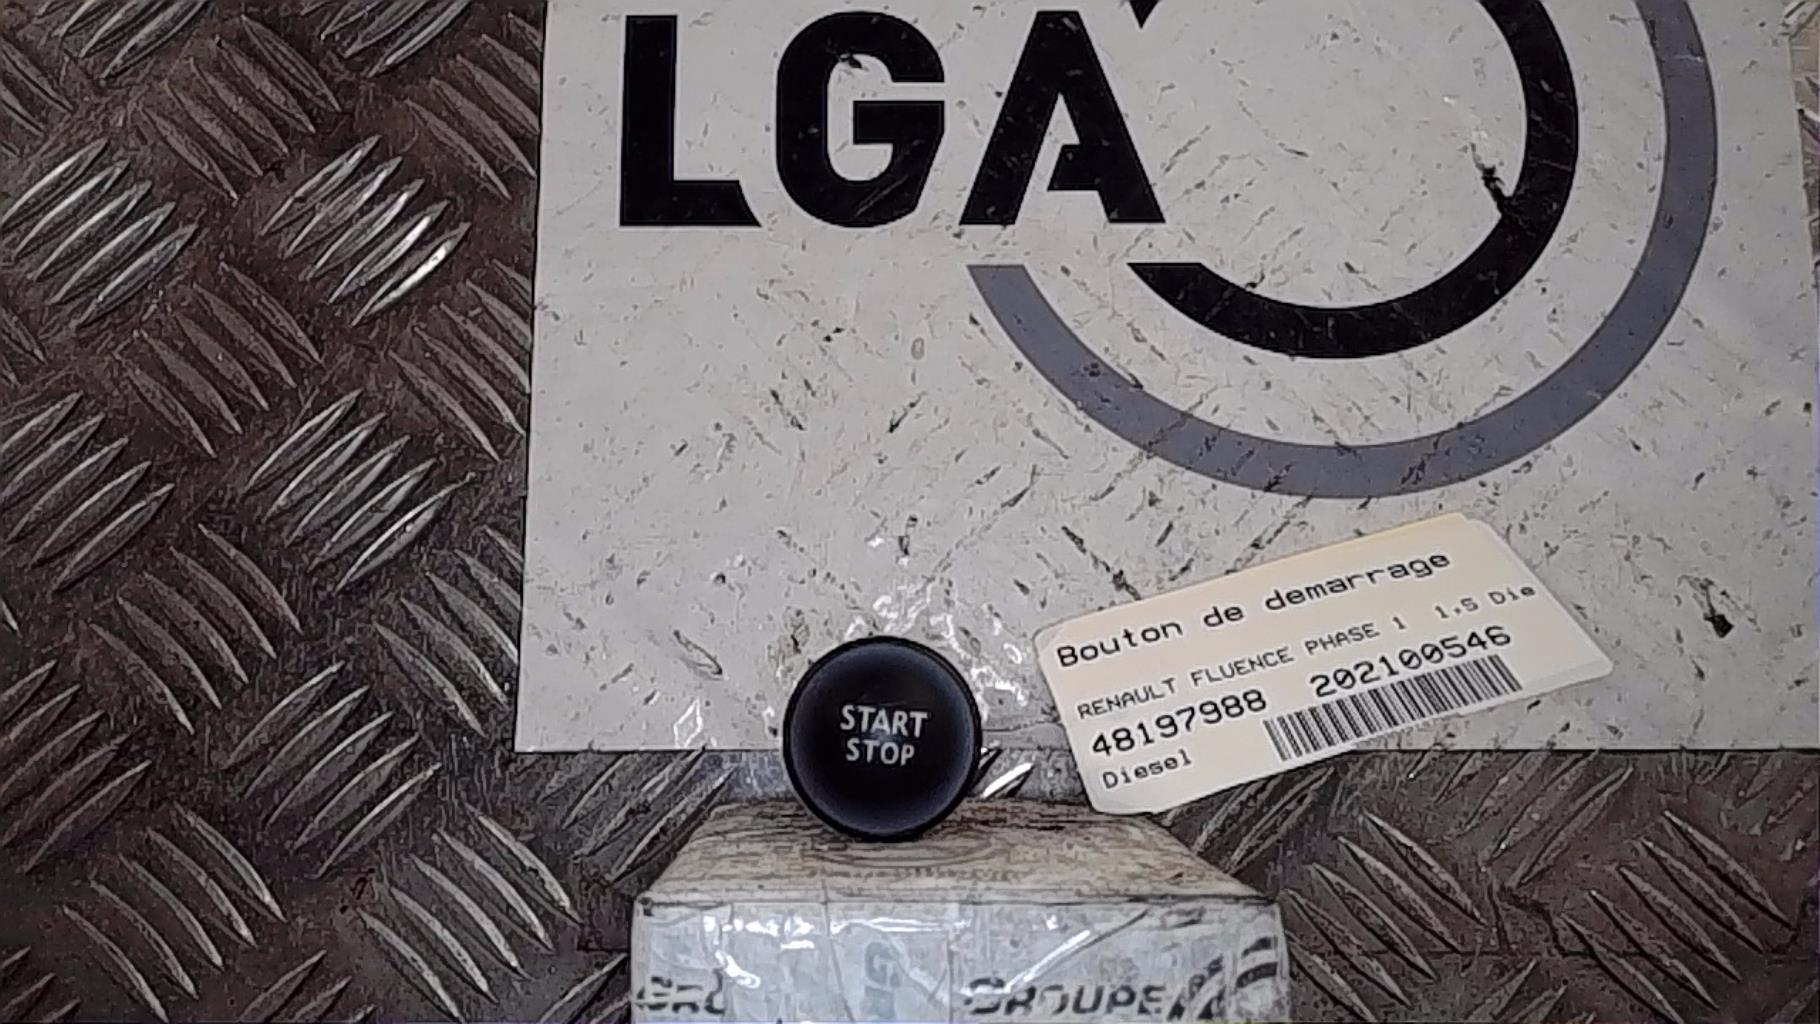 LGA
Bouton de demarrage
RENAULT FLUENCE PHASE 1 1.5 Die
48197988 202100546
Diesel
START
STOP
GROUPE